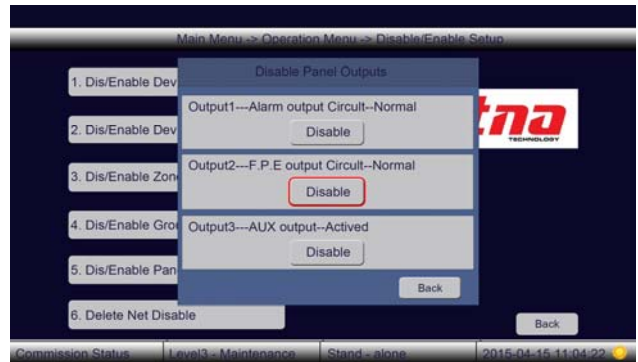 Main Menu -> Operation Menu -> Disable/Enable Setup
Disable Panel Outputs
1. Dis/Enable Dev
2. Dis/Enable Dev
3. Dis/Enable Zon
4. Dis/Enable Gro
5. Dis/Enable Pan
6. Delete Net Disable
Output1---Alarm output Circult--Normal
Disable
Output2---F.P.E output Circult--Normal
Disable
Output3---AUX output--Actived
Disable
Back
TECHNOLOGY
Back
Commission Status
Level3 - Maintenance
Stand - alone
2015-04-15 11:04:22